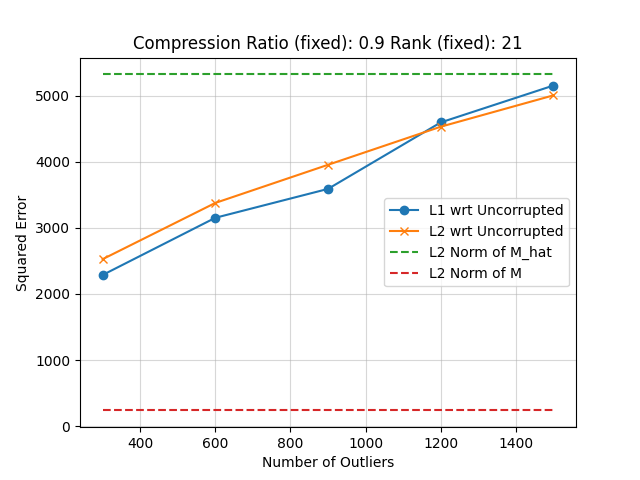 Compression Ratio (fixed): 0.9 Rank (fixed): 21
Squared Error
5000
4000
3000
2000
1000
0
L1 wrt Uncorrupted
L2 wrt Uncorrupted
L2 Norm of M_hat
L2 Norm of M
400 600 800 1000 1200 1400
Number of Outliers